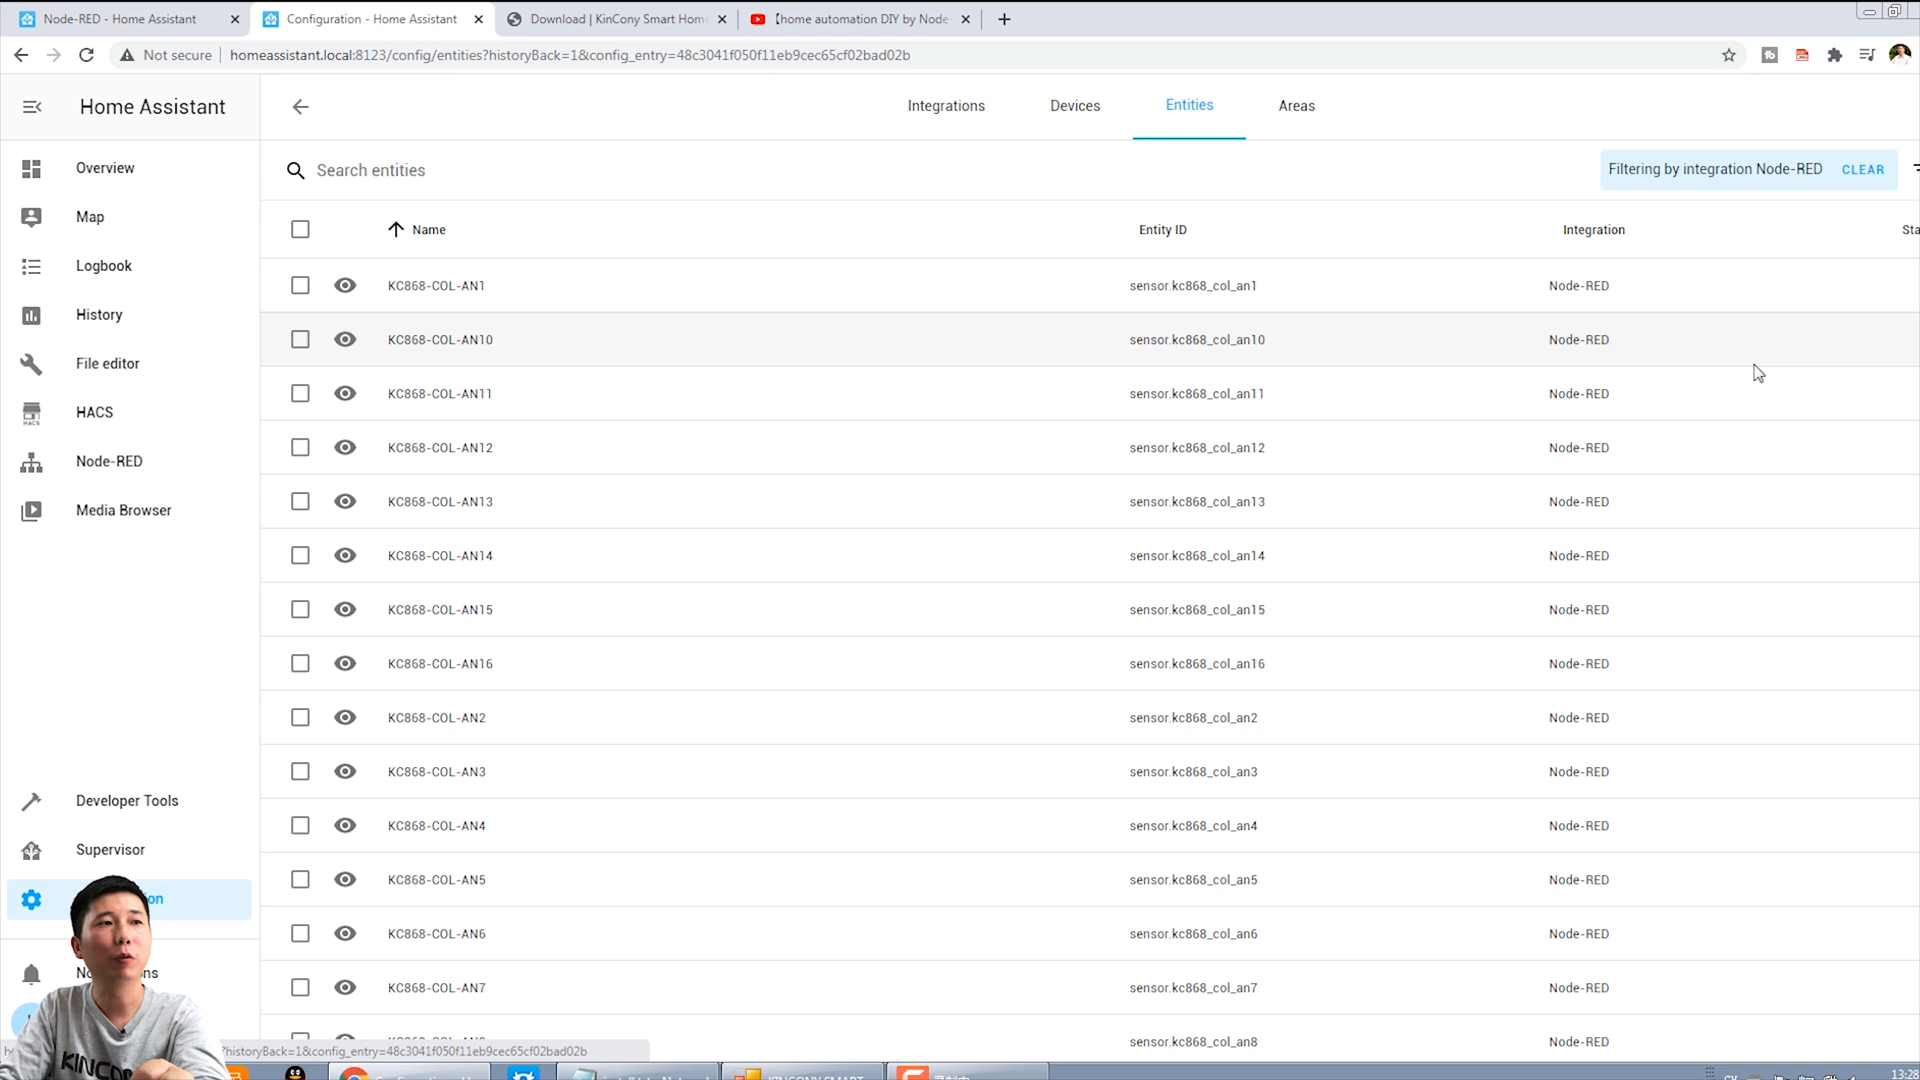 Node-RED - Home Assistant
Configuration - Home Assistant
Download | KinCony Smart Home
【home automation DIY by Node-
Not secure
homeassistant.local:8123/config/entities?historyBack=1&config_entry=48c3041f050f11eb9cec65cf02bad02b
Home Assistant
Integrations
Devices
Entities
Areas
Overview
Map
Logbook
History
File editor
HACS
HACS
Node-RED
Media Browser
Developer Tools
Supervisor
Search entities
Filtering by integration Node-RED CLEAR
Name Entity ID Integration Sta
KC868-COL-AN1 sensor.kc868_col_an1 Node-RED
KC868-COL-AN10 sensor.kc868_col_an10 Node-RED
KC868-COL-AN11 sensor.kc868_col_an11 Node-RED
KC868-COL-AN12 sensor.kc868_col_an12 Node-RED
KC868-COL-AN13 sensor.kc868_col_an13 Node-RED
KC868-COL-AN14 sensor.kc868_col_an14 Node-RED
KC868-COL-AN15 sensor.kc868_col_an15 Node-RED
KC868-COL-AN16 sensor.kc868_col_an16 Node-RED
KC868-COL-AN2 sensor.kc868_col_an2 Node-RED
KC868-COL-AN3 sensor.kc868_col_an3 Node-RED
KC868-COL-AN4 sensor.kc868_col_an4 Node-RED
KC868-COL-AN5 sensor.kc868_col_an5 Node-RED
KC868-COL-AN6 sensor.kc868_col_an6 Node-RED
KC868-COL-AN7 sensor.kc868_col_an7 Node-RED
sensor.kc868_col_an8 Node-RED
?historyBack=1&config_entry=48c3041f050f11eb9cec65cf02bad02b
13:28